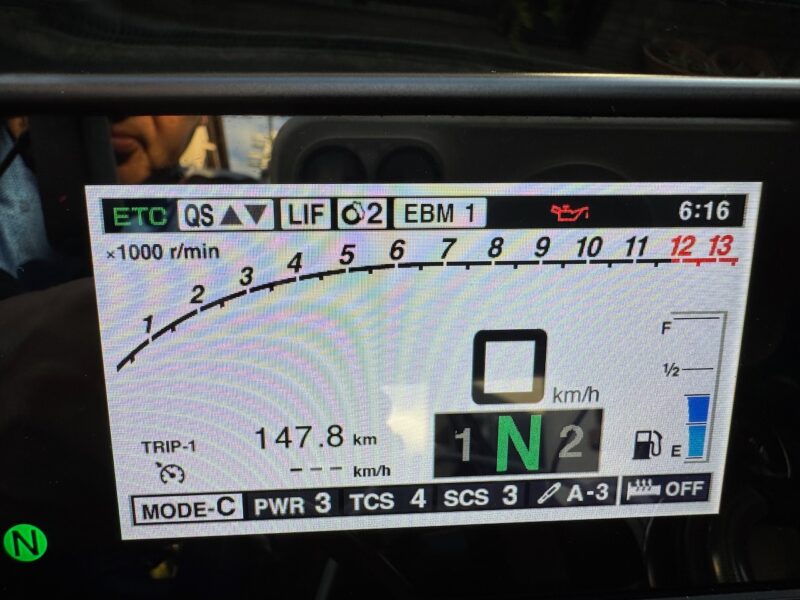 ETC QS▲▼ LIF 2 EBM 1 6:16
×1000 r/min
1 2 3 4 5 6 7 8 9 10 11 12 13
F
½
0 km/h
TRIP-1 147.8 km
1 N 2
E
--- km/h
MODE-C PWR 3 TCS 4 SCS 3 A-3 OFF
N